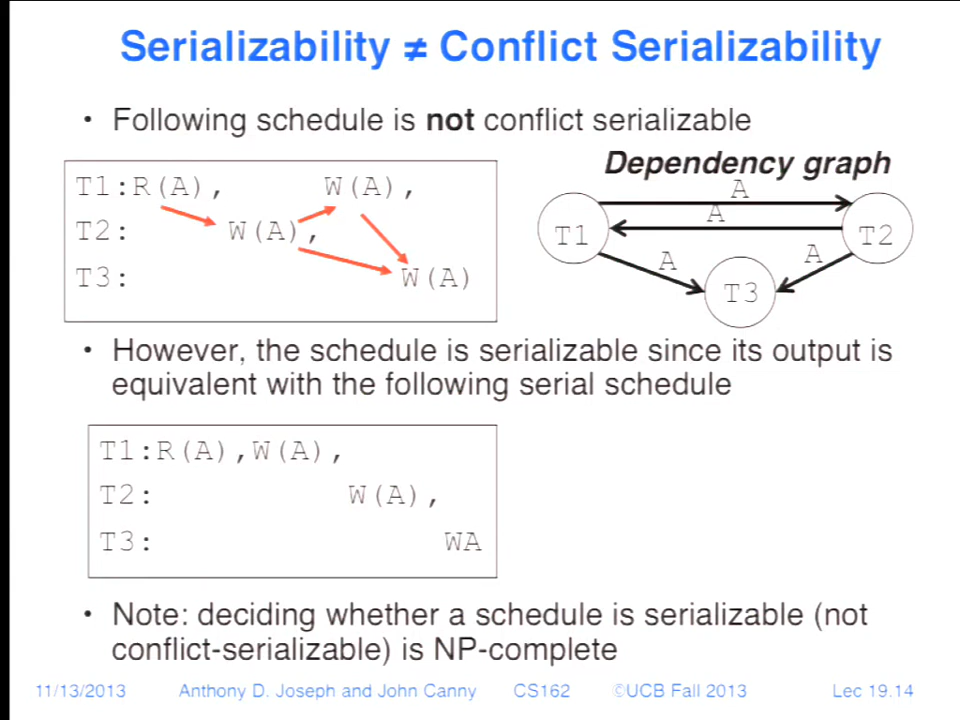 Serializability ≠ Conflict Serializability
• Following schedule is not conflict serializable
Dependency graph
T1:R(A),      W(A),
T2:      W(A),
T3:            W(A)
A
A
T1
T2
A
A
T3
• However, the schedule is serializable since its output is
equivalent with the following serial schedule
T1:R(A),W(A),
T2:          W(A),
T3:               WA
• Note: deciding whether a schedule is serializable (not
conflict-serializable) is NP-complete
11/13/2013 Anthony D. Joseph and John Canny CS162 ©UCB Fall 2013 Lec 19.14